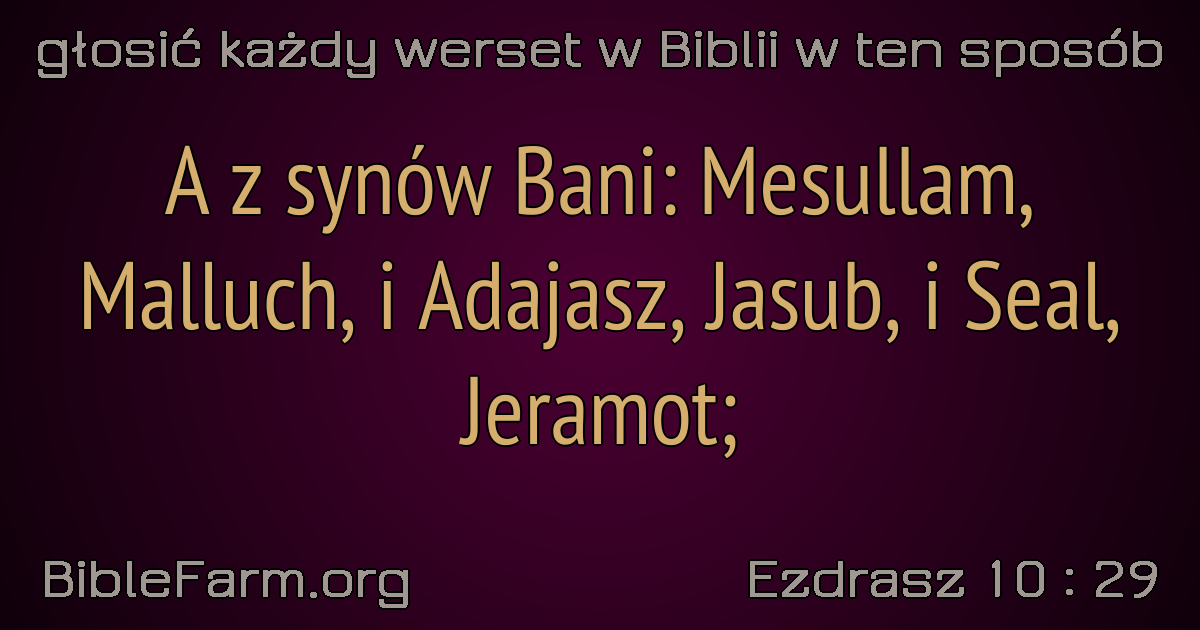 głosić każdy werset w Biblii w ten sposób
A z synów Bani: Mesullam,
Malluch, i Adajasz, Jasub, i Seal,
Jeramot;
BibleFarm.org
Ezdrasz 10 : 29